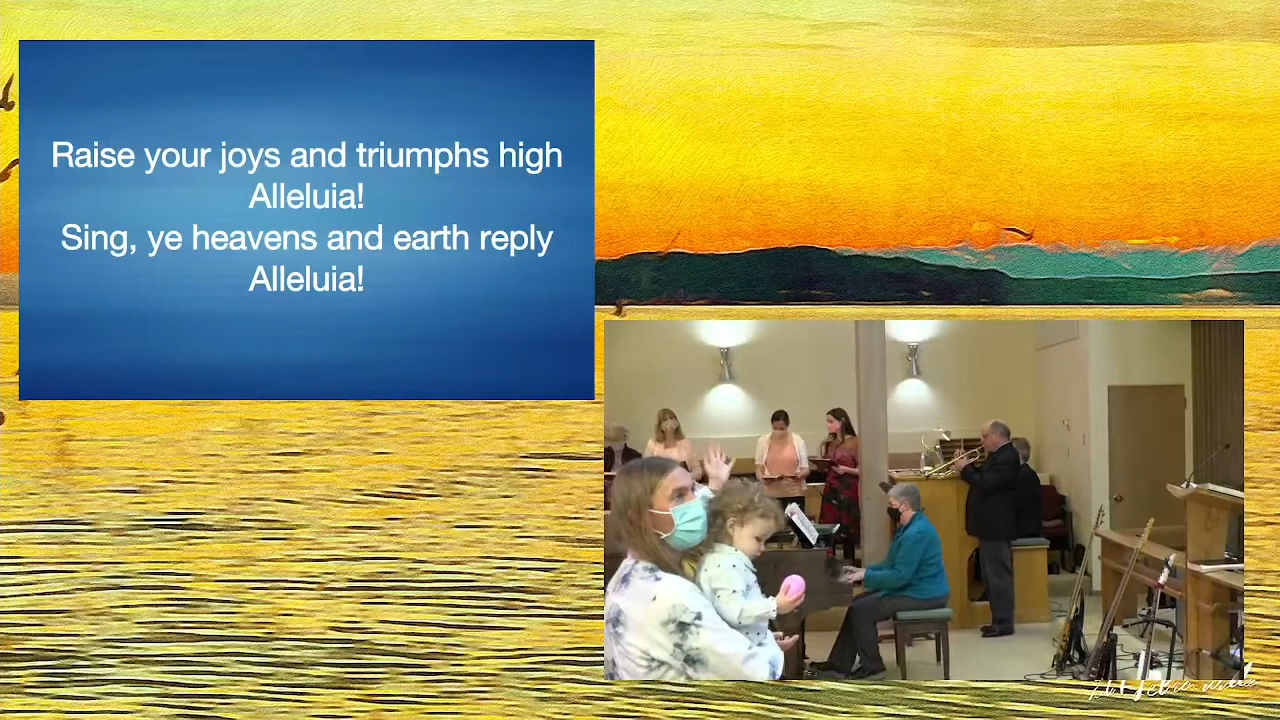 Raise your joys and triumphs high
Alleluia!
Sing, ye heavens and earth reply
Alleluia!